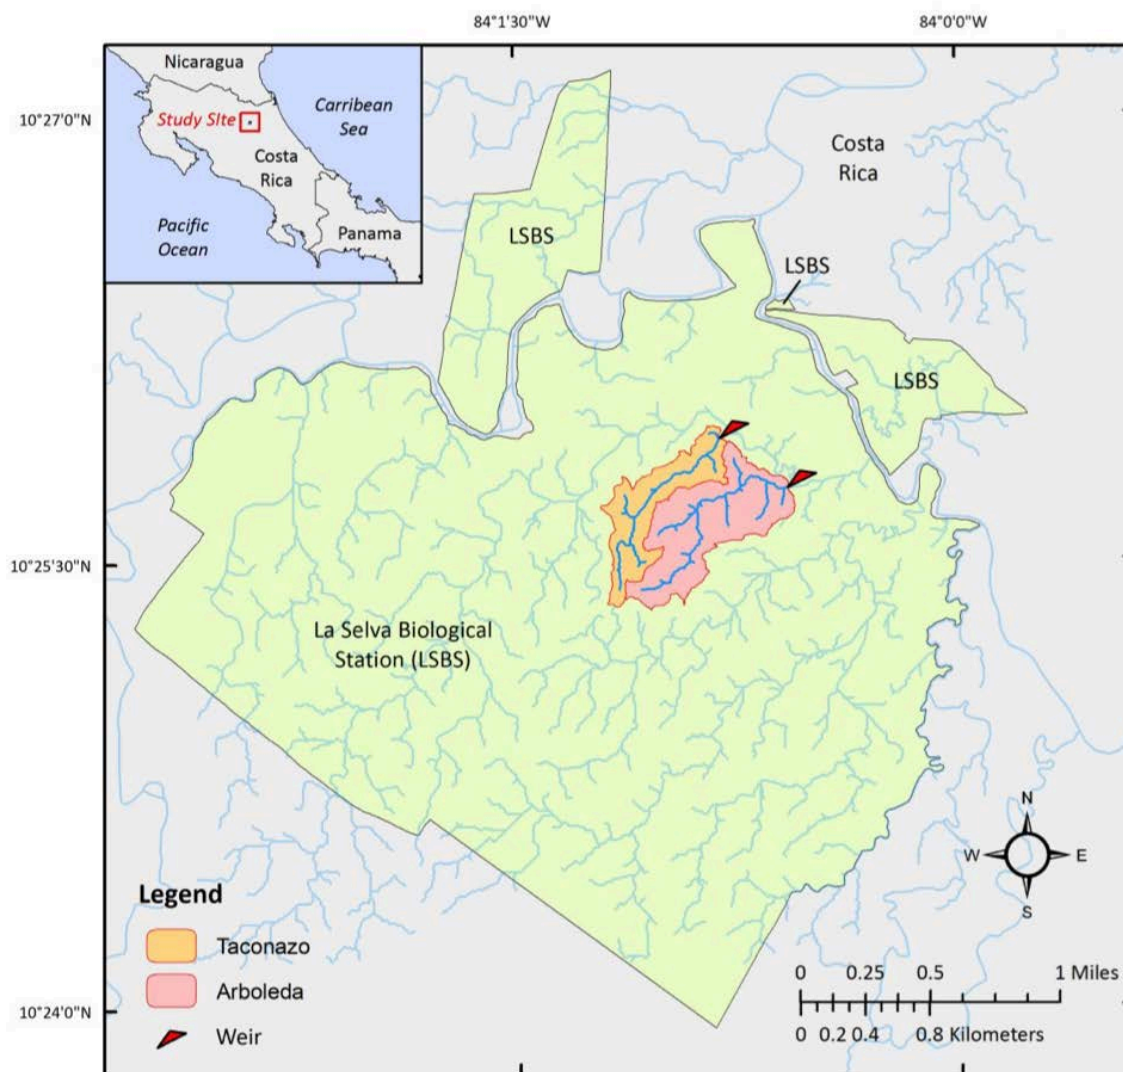 84°1'30"W
84°0'0"W
Nicaragua
Carribean
Sea
Study SIte
Costa
Rica
Pacific
Ocean
Panama
10°27'0"N
Costa
Rica
LSBS
LSBS
LSBS
10°25'30"N
La Selva Biological
Station (LSBS)
N
W
E
S
Legend
Taconazo
Arboleda
Weir
0 0.25 0.5 1 Miles
0 0.2 0.4 0.8 Kilometers
10°24'0"N